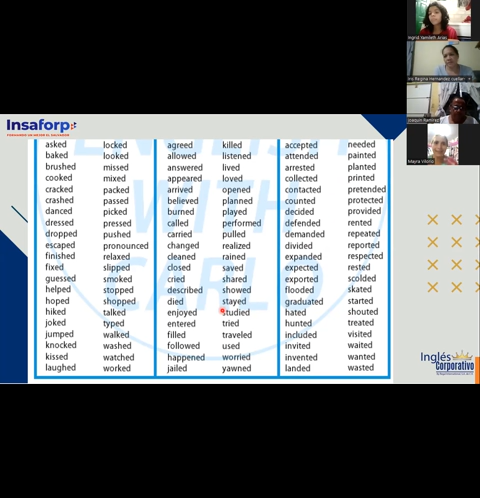 Insaforp
asked locked agreed killed accepted needed
baked looked allowed listened attended painted
brushed missed answered lived arrested planted
cooked mixed appeared loved collected printed
cracked packed arrived opened contacted pretended
crashed passed believed planned counted protected
danced picked burned played decided provided
dressed pressed called performed defended rented
dropped pushed carried pulled demanded repeated
escaped pronounced changed realized divided reported
finished relaxed cleaned rained expanded respected
fixed slipped closed saved expected rested
guessed smoked cried shared exported scolded
helped stopped described showed flooded skated
hoped shopped died stayed graduated started
hiked talked enjoyed studied hated shouted
joked typed entered tried hunted treated
jumped walked filled traveled included visited
knocked washed followed used invited waited
kissed watched happened worried invented wanted
laughed worked jailed yawned landed wasted
WITH
CARL
Inglés
Corporativo
Mayra Villorio